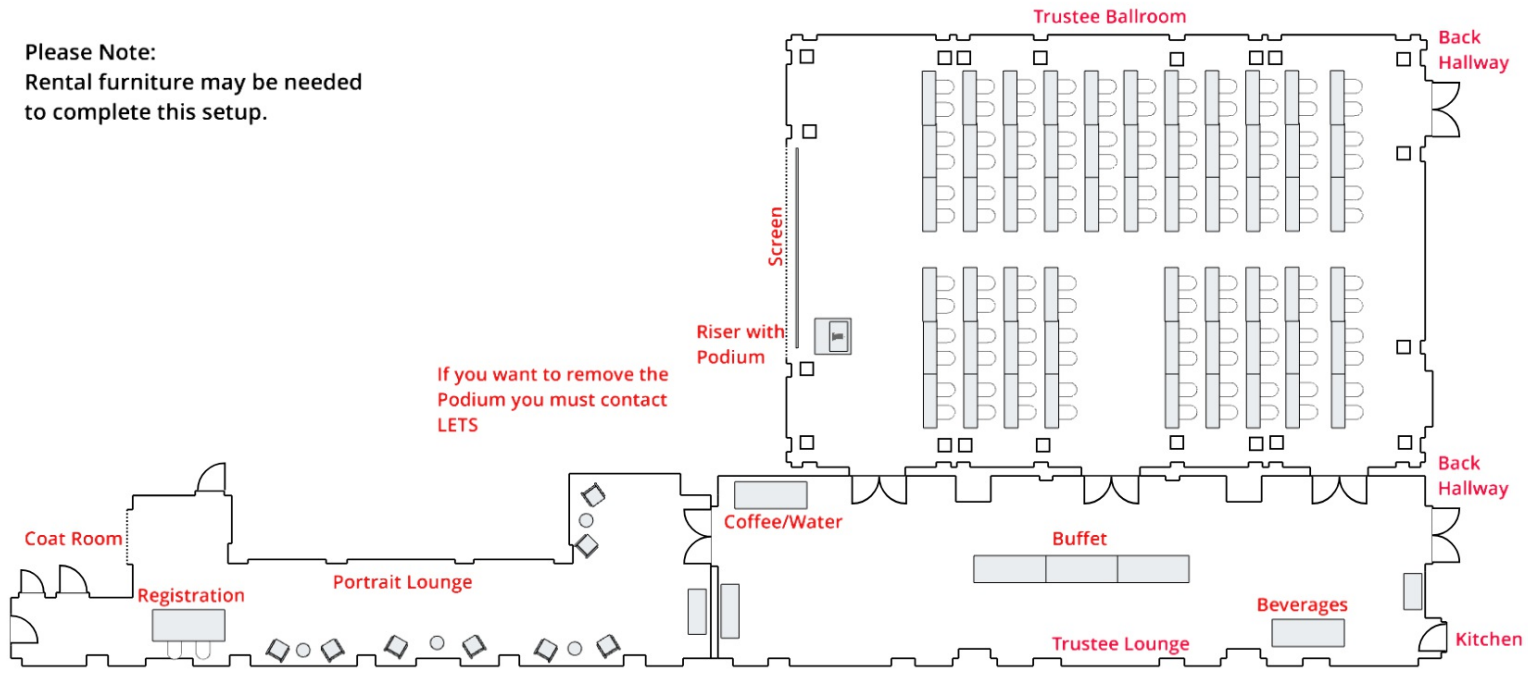 Trustee Ballroom
Please Note:
Rental furniture may be needed
to complete this setup.
Back
Hallway
Screen
Riser with
Podium
If you want to remove the
Podium you must contact
LETS
Back
Hallway
Coffee/Water
Coat Room
Buffet
Portrait Lounge
Registration
Beverages
Trustee Lounge
Kitchen